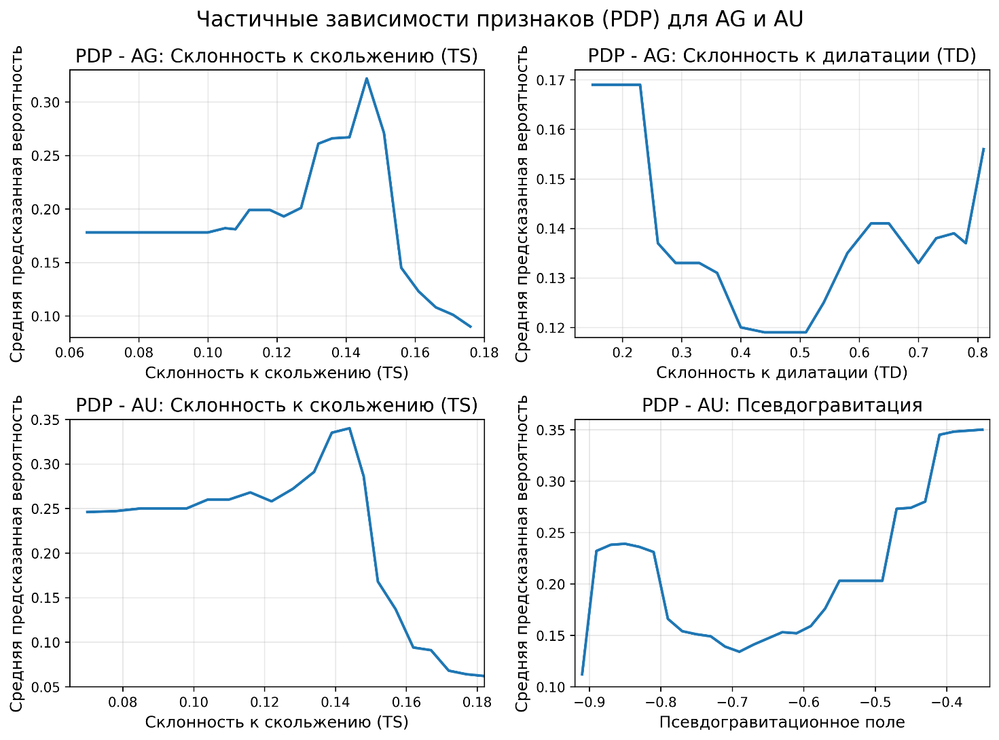 Частичные зависимости признаков (PDP) для AG и AU
PDP - AG: Склонность к скольжению (TS)
Средняя предсказанная вероятность
0.30
0.25
0.20
0.15
0.10
0.06 0.08 0.10 0.12 0.14 0.16 0.18
Склонность к скольжению (TS)
PDP - AG: Склонность к дилатации (TD)
Средняя предсказанная вероятность
0.17
0.16
0.15
0.14
0.13
0.12
0.2 0.3 0.4 0.5 0.6 0.7 0.8
Склонность к дилатации (TD)
PDP - AU: Склонность к скольжению (TS)
Средняя предсказанная вероятность
0.35
0.30
0.25
0.20
0.15
0.10
0.05
0.08 0.10 0.12 0.14 0.16 0.18
Склонность к скольжению (TS)
PDP - AU: Псевдогравитация
Средняя предсказанная вероятность
0.35
0.30
0.25
0.20
0.15
0.10
−0.9 −0.8 −0.7 −0.6 −0.5 −0.4
Псевдогравитационное поле